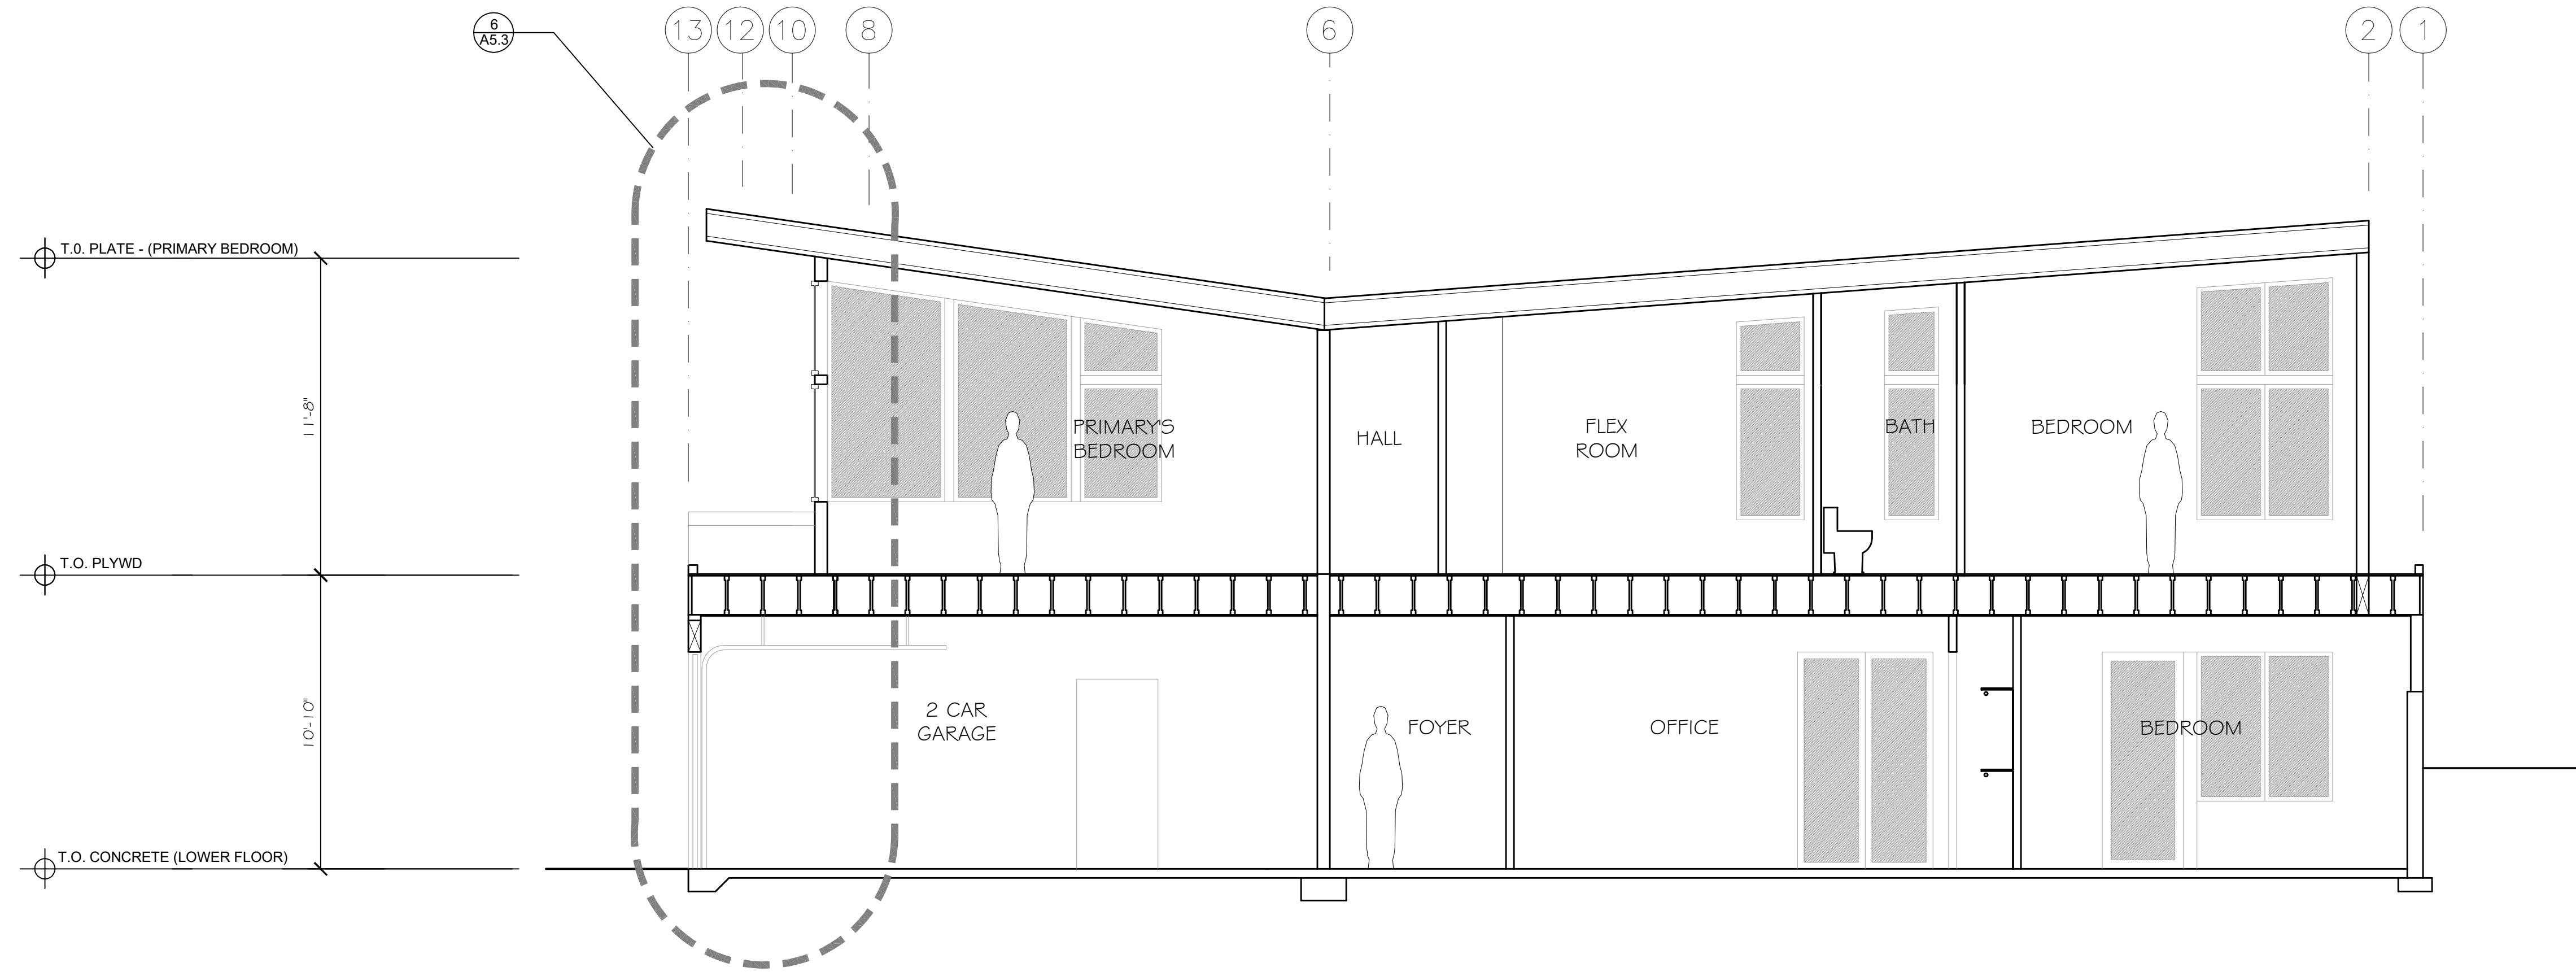 6
A5.3
13
12
10
8
6
2
1
T.0. PLATE - (PRIMARY BEDROOM)
11'-8"
T.O. PLYWD
10'-10"
T.O. CONCRETE (LOWER FLOOR)
PRIMARY'S
BEDROOM
HALL
FLEX
ROOM
BATH
BEDROOM
2 CAR
GARAGE
FOYER
OFFICE
BEDROOM